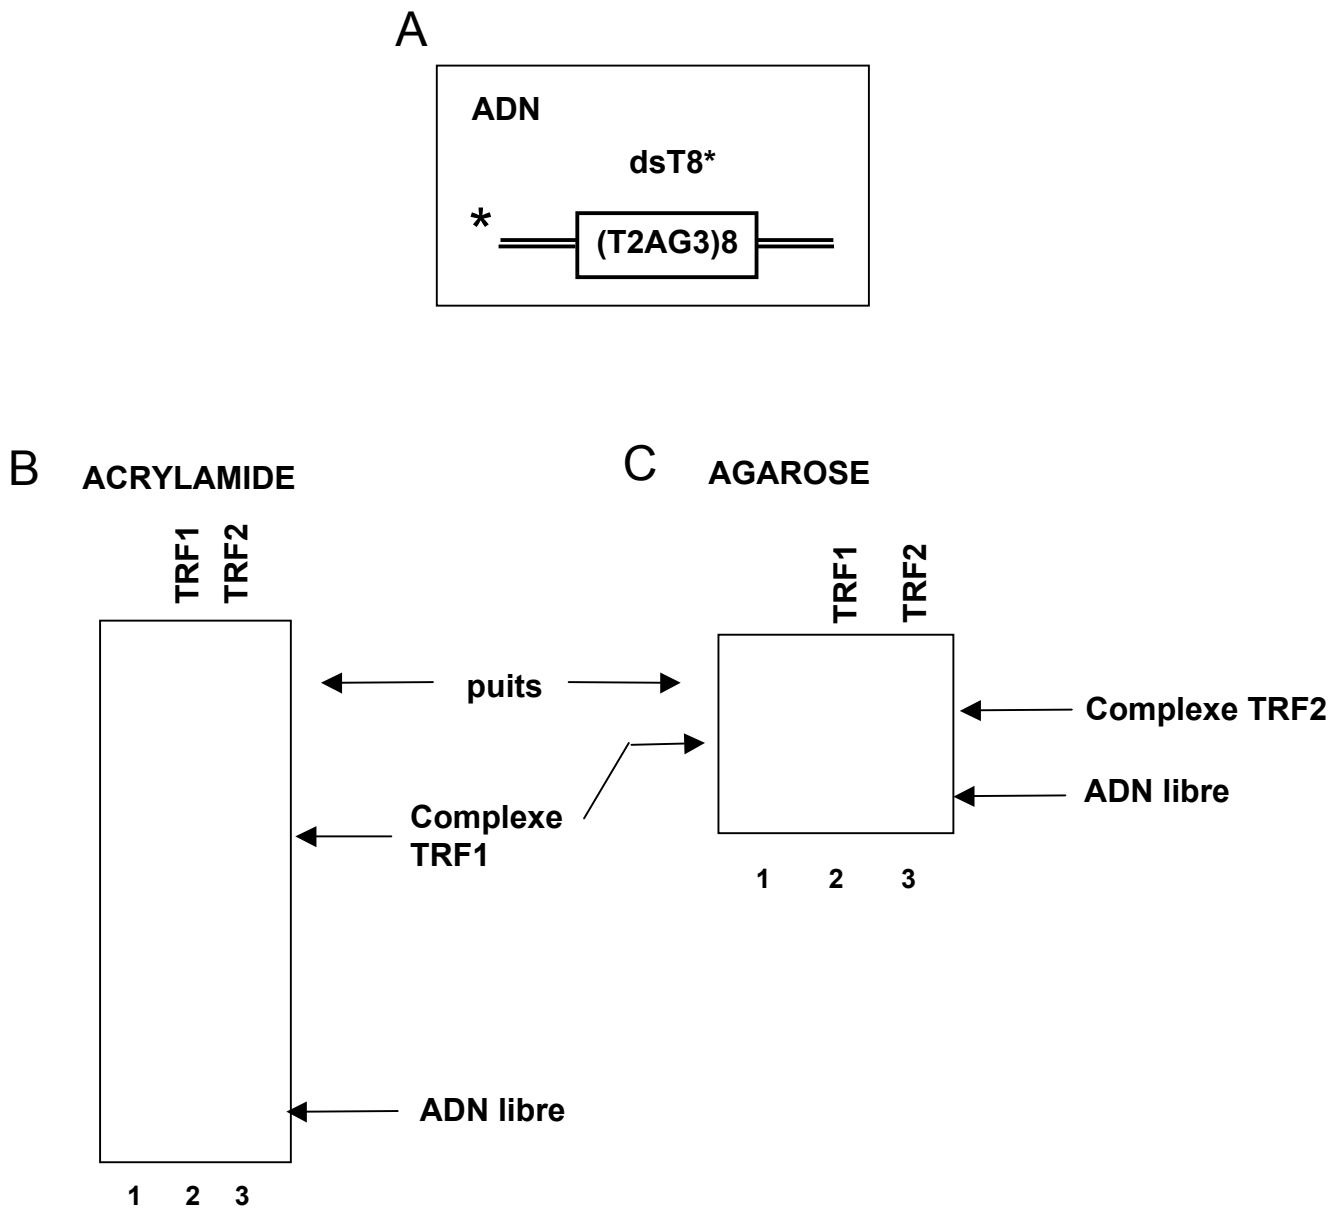 A
ADN
dsT8*
*
(T2AG3)8
B
ACRYLAMIDE
TRF1
TRF2
C
AGAROSE
TRF1
TRF2
puits
Complexe TRF2
Complexe
TRF1
ADN libre
ADN libre
1 2 3
1 2 3